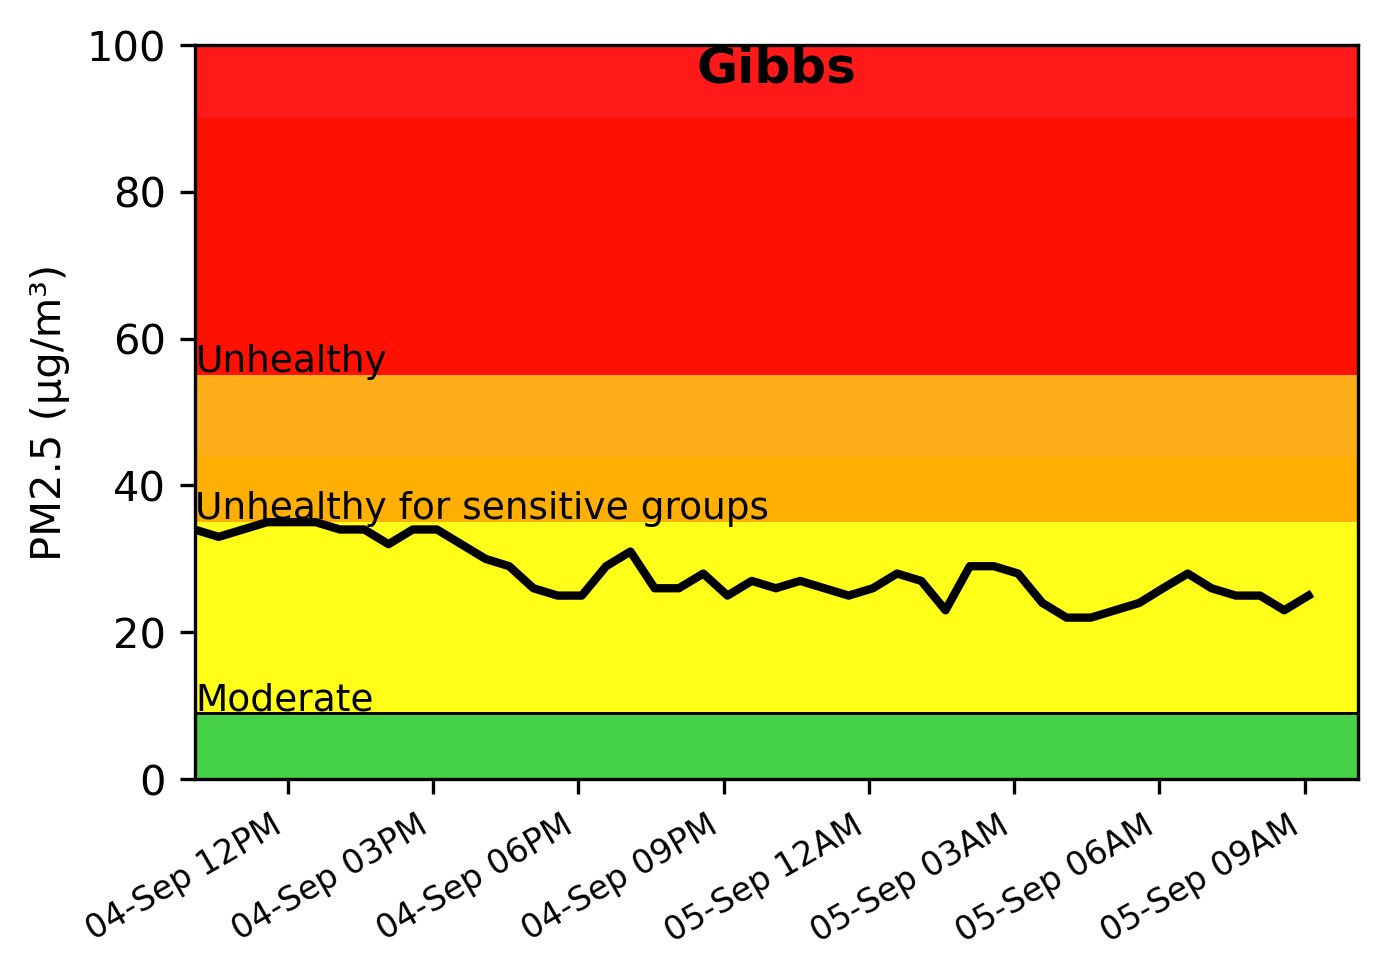 Gibbs
PM2.5 (µg/m³)
100
80
60
40
20
0
Unhealthy
Unhealthy for sensitive groups
Moderate
04-Sep 12PM
04-Sep 03PM
04-Sep 06PM
04-Sep 09PM
05-Sep 12AM
05-Sep 03AM
05-Sep 06AM
05-Sep 09AM